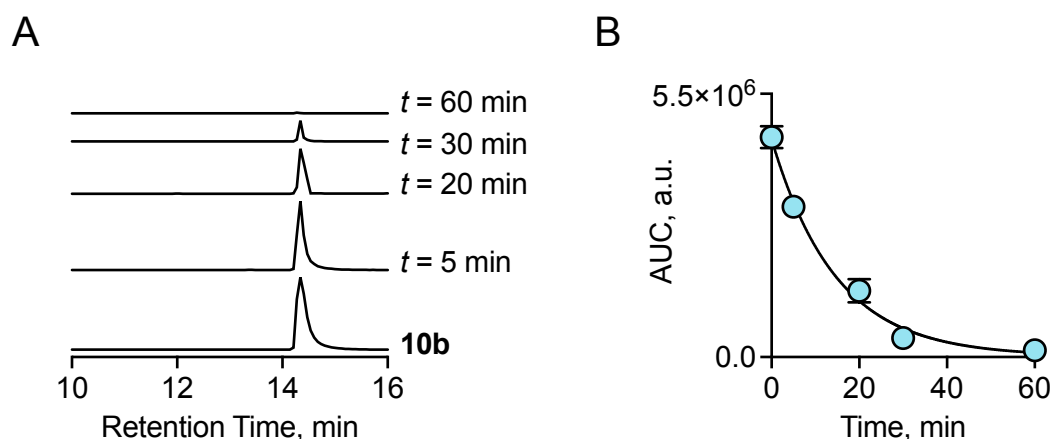 A
t = 60 min
t = 30 min
t = 20 min
t = 5 min
10b
10 12 14 16
Retention Time, min
B
5.5×10⁶
0.0
AUC, a.u.
0 20 40 60
Time, min